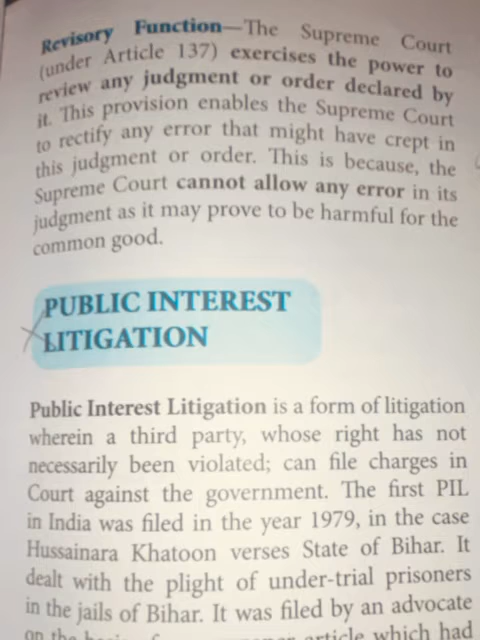 Revisory Function—The Supreme Court
(under Article 137) exercises the power to
review any judgment or order declared by
it. This provision enables the Supreme Court
to rectify any error that might have crept in
this judgment or order. This is because, the
Supreme Court cannot allow any error in its
judgment as it may prove to be harmful for the
common good.
PUBLIC INTEREST
LITIGATION
Public Interest Litigation is a form of litigation
wherein a third party, whose right has not
necessarily been violated; can file charges in
Court against the government. The first PIL
in India was filed in the year 1979, in the case
Hussainara Khatoon verses State of Bihar. It
dealt with the plight of under-trial prisoners
in the jails of Bihar. It was filed by an advocate
on the article which had